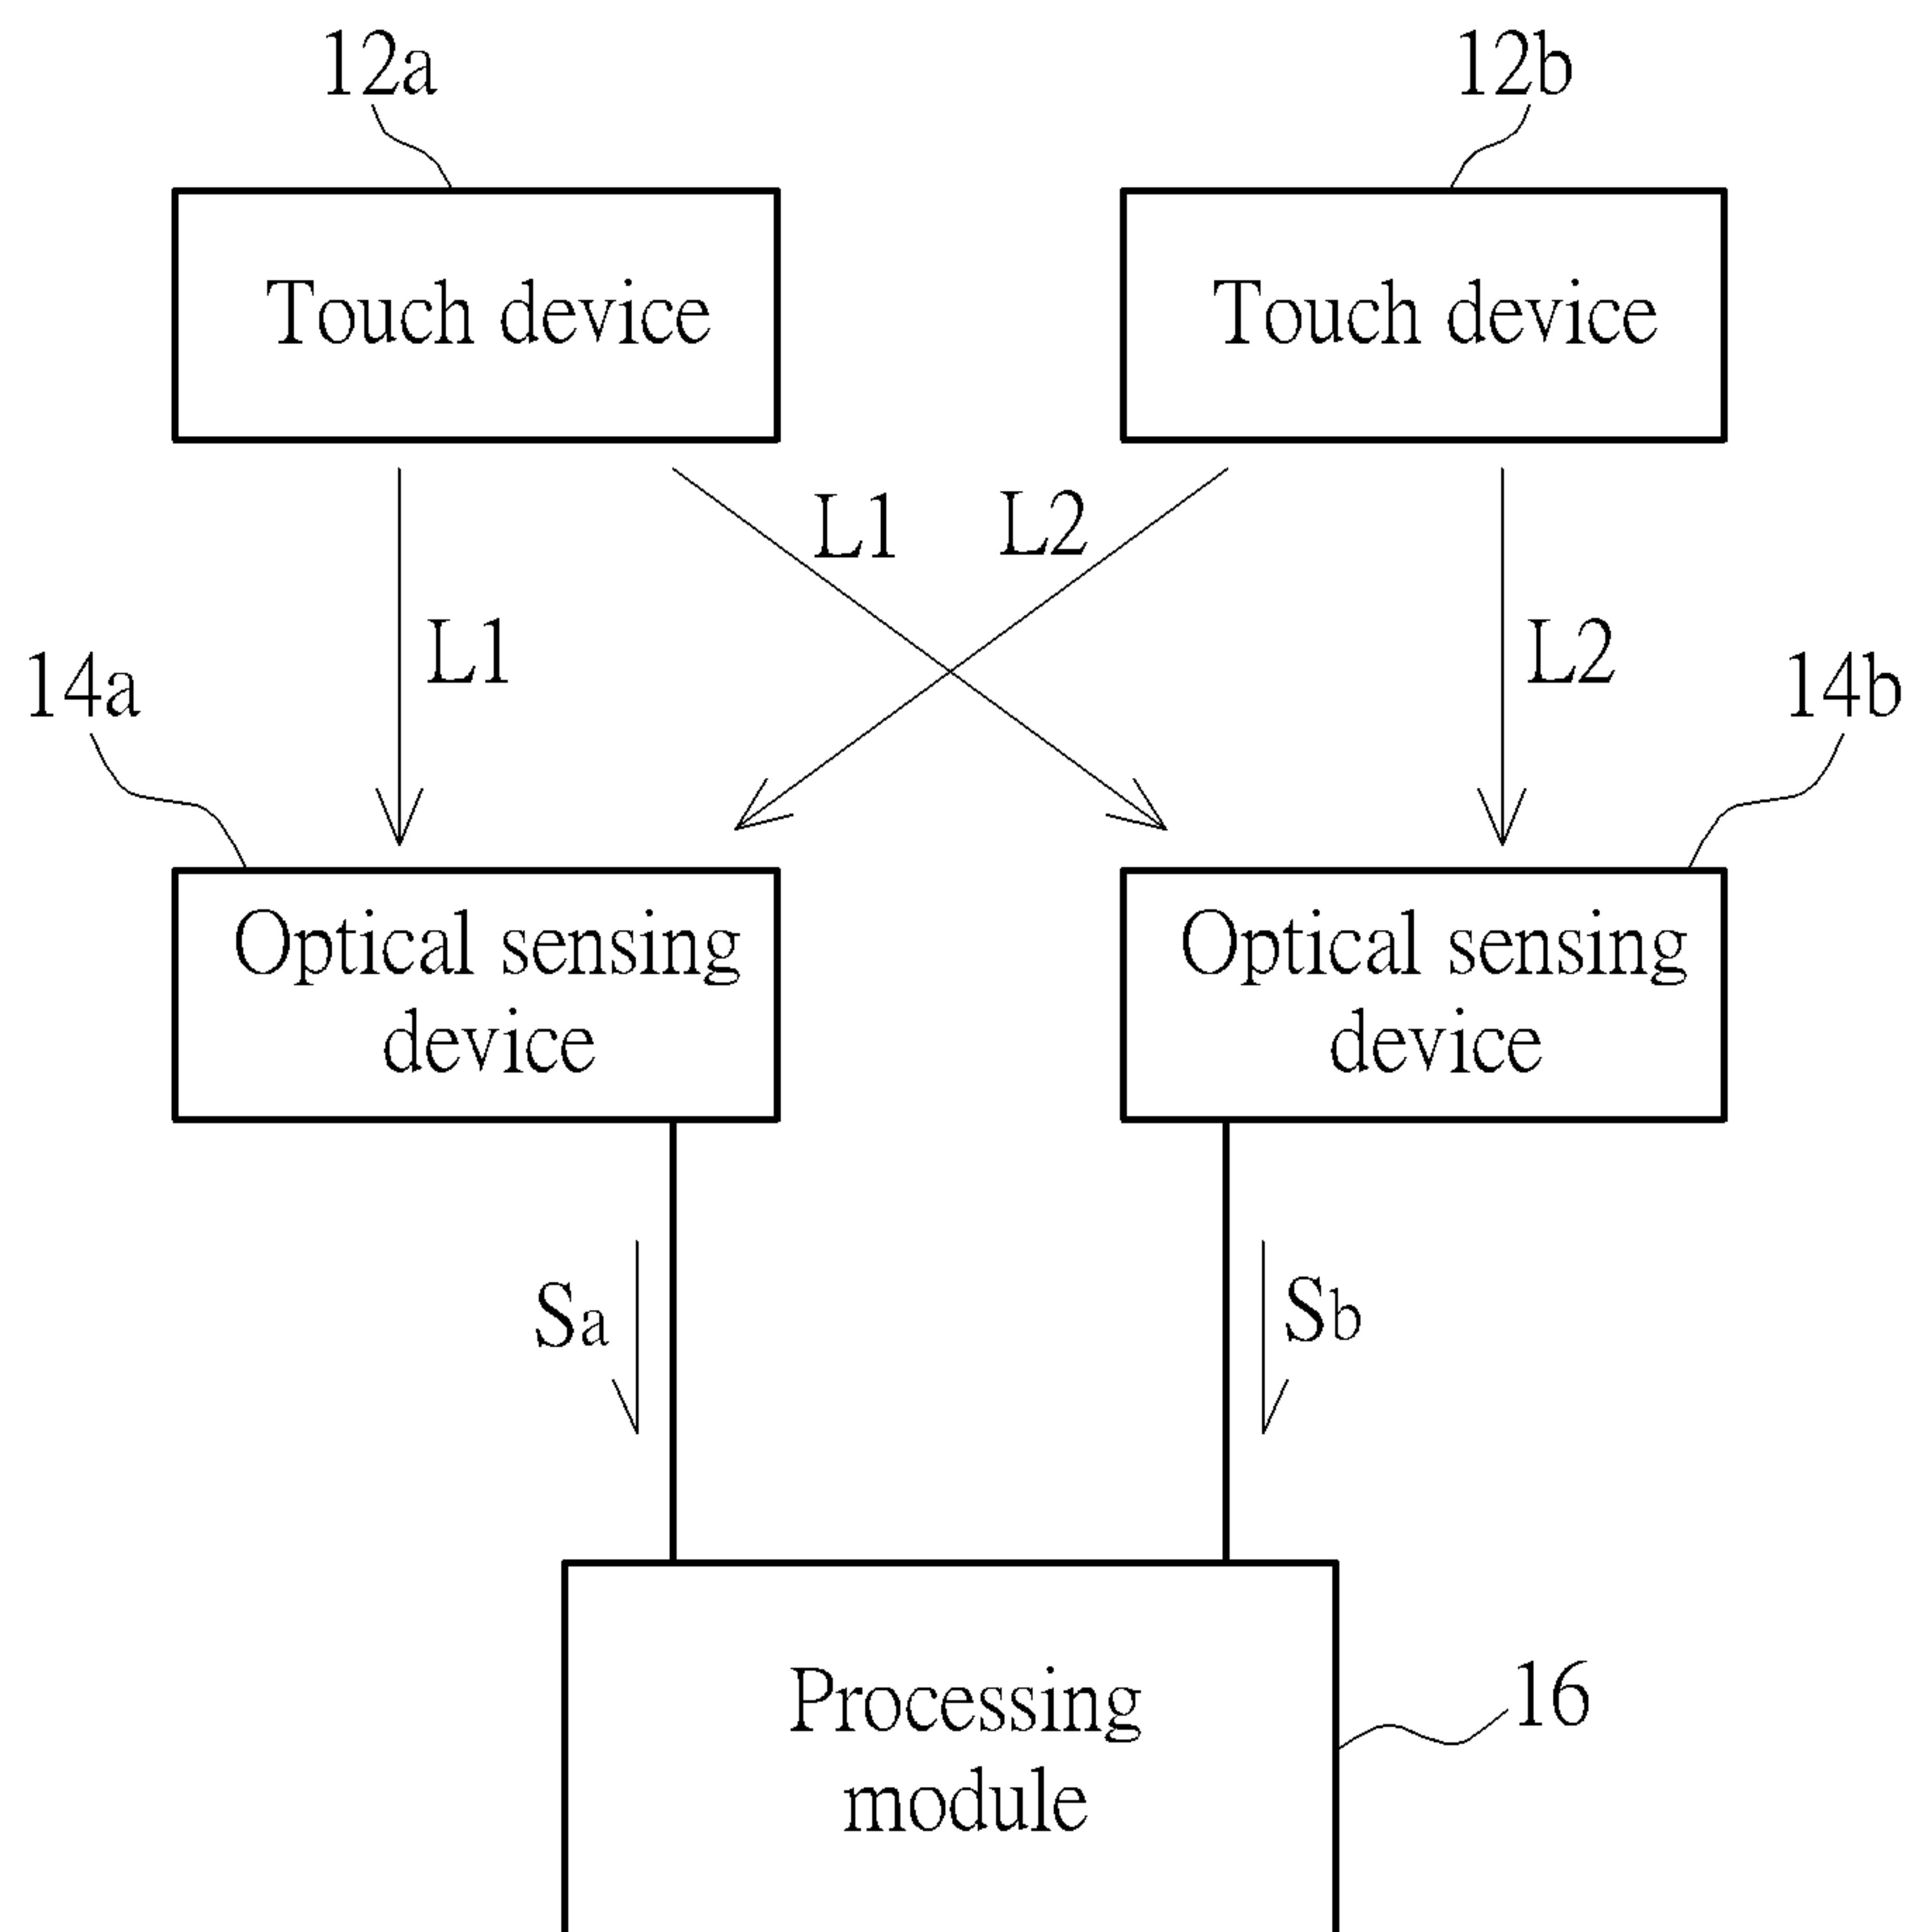 12a
12b
Touch device
Touch device
L1
L2
L1
L2
14a
14b
Optical sensing
device
Optical sensing
device
Sa
Sb
Processing
module
16